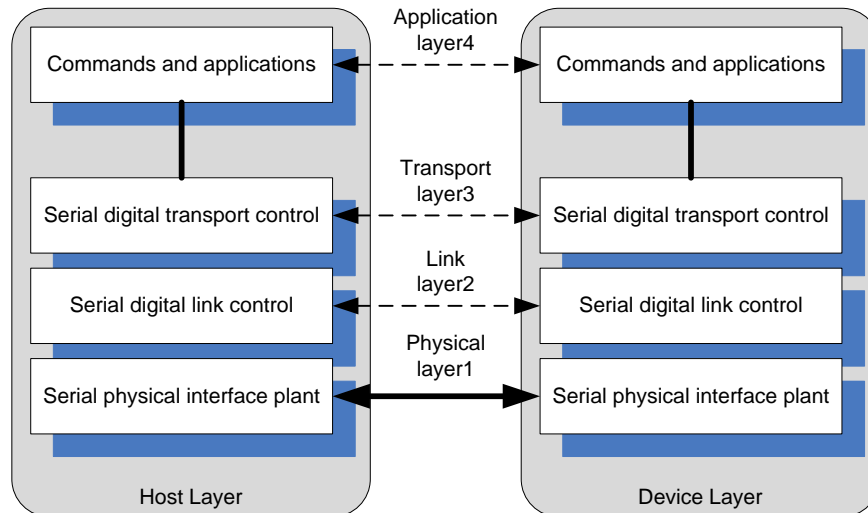 Application
layer4
Commands and applications
Commands and applications
Transport
layer3
Serial digital transport control
Serial digital transport control
Link
layer2
Serial digital link control
Serial digital link control
Physical
layer1
Serial physical interface plant
Serial physical interface plant
Host Layer
Device Layer